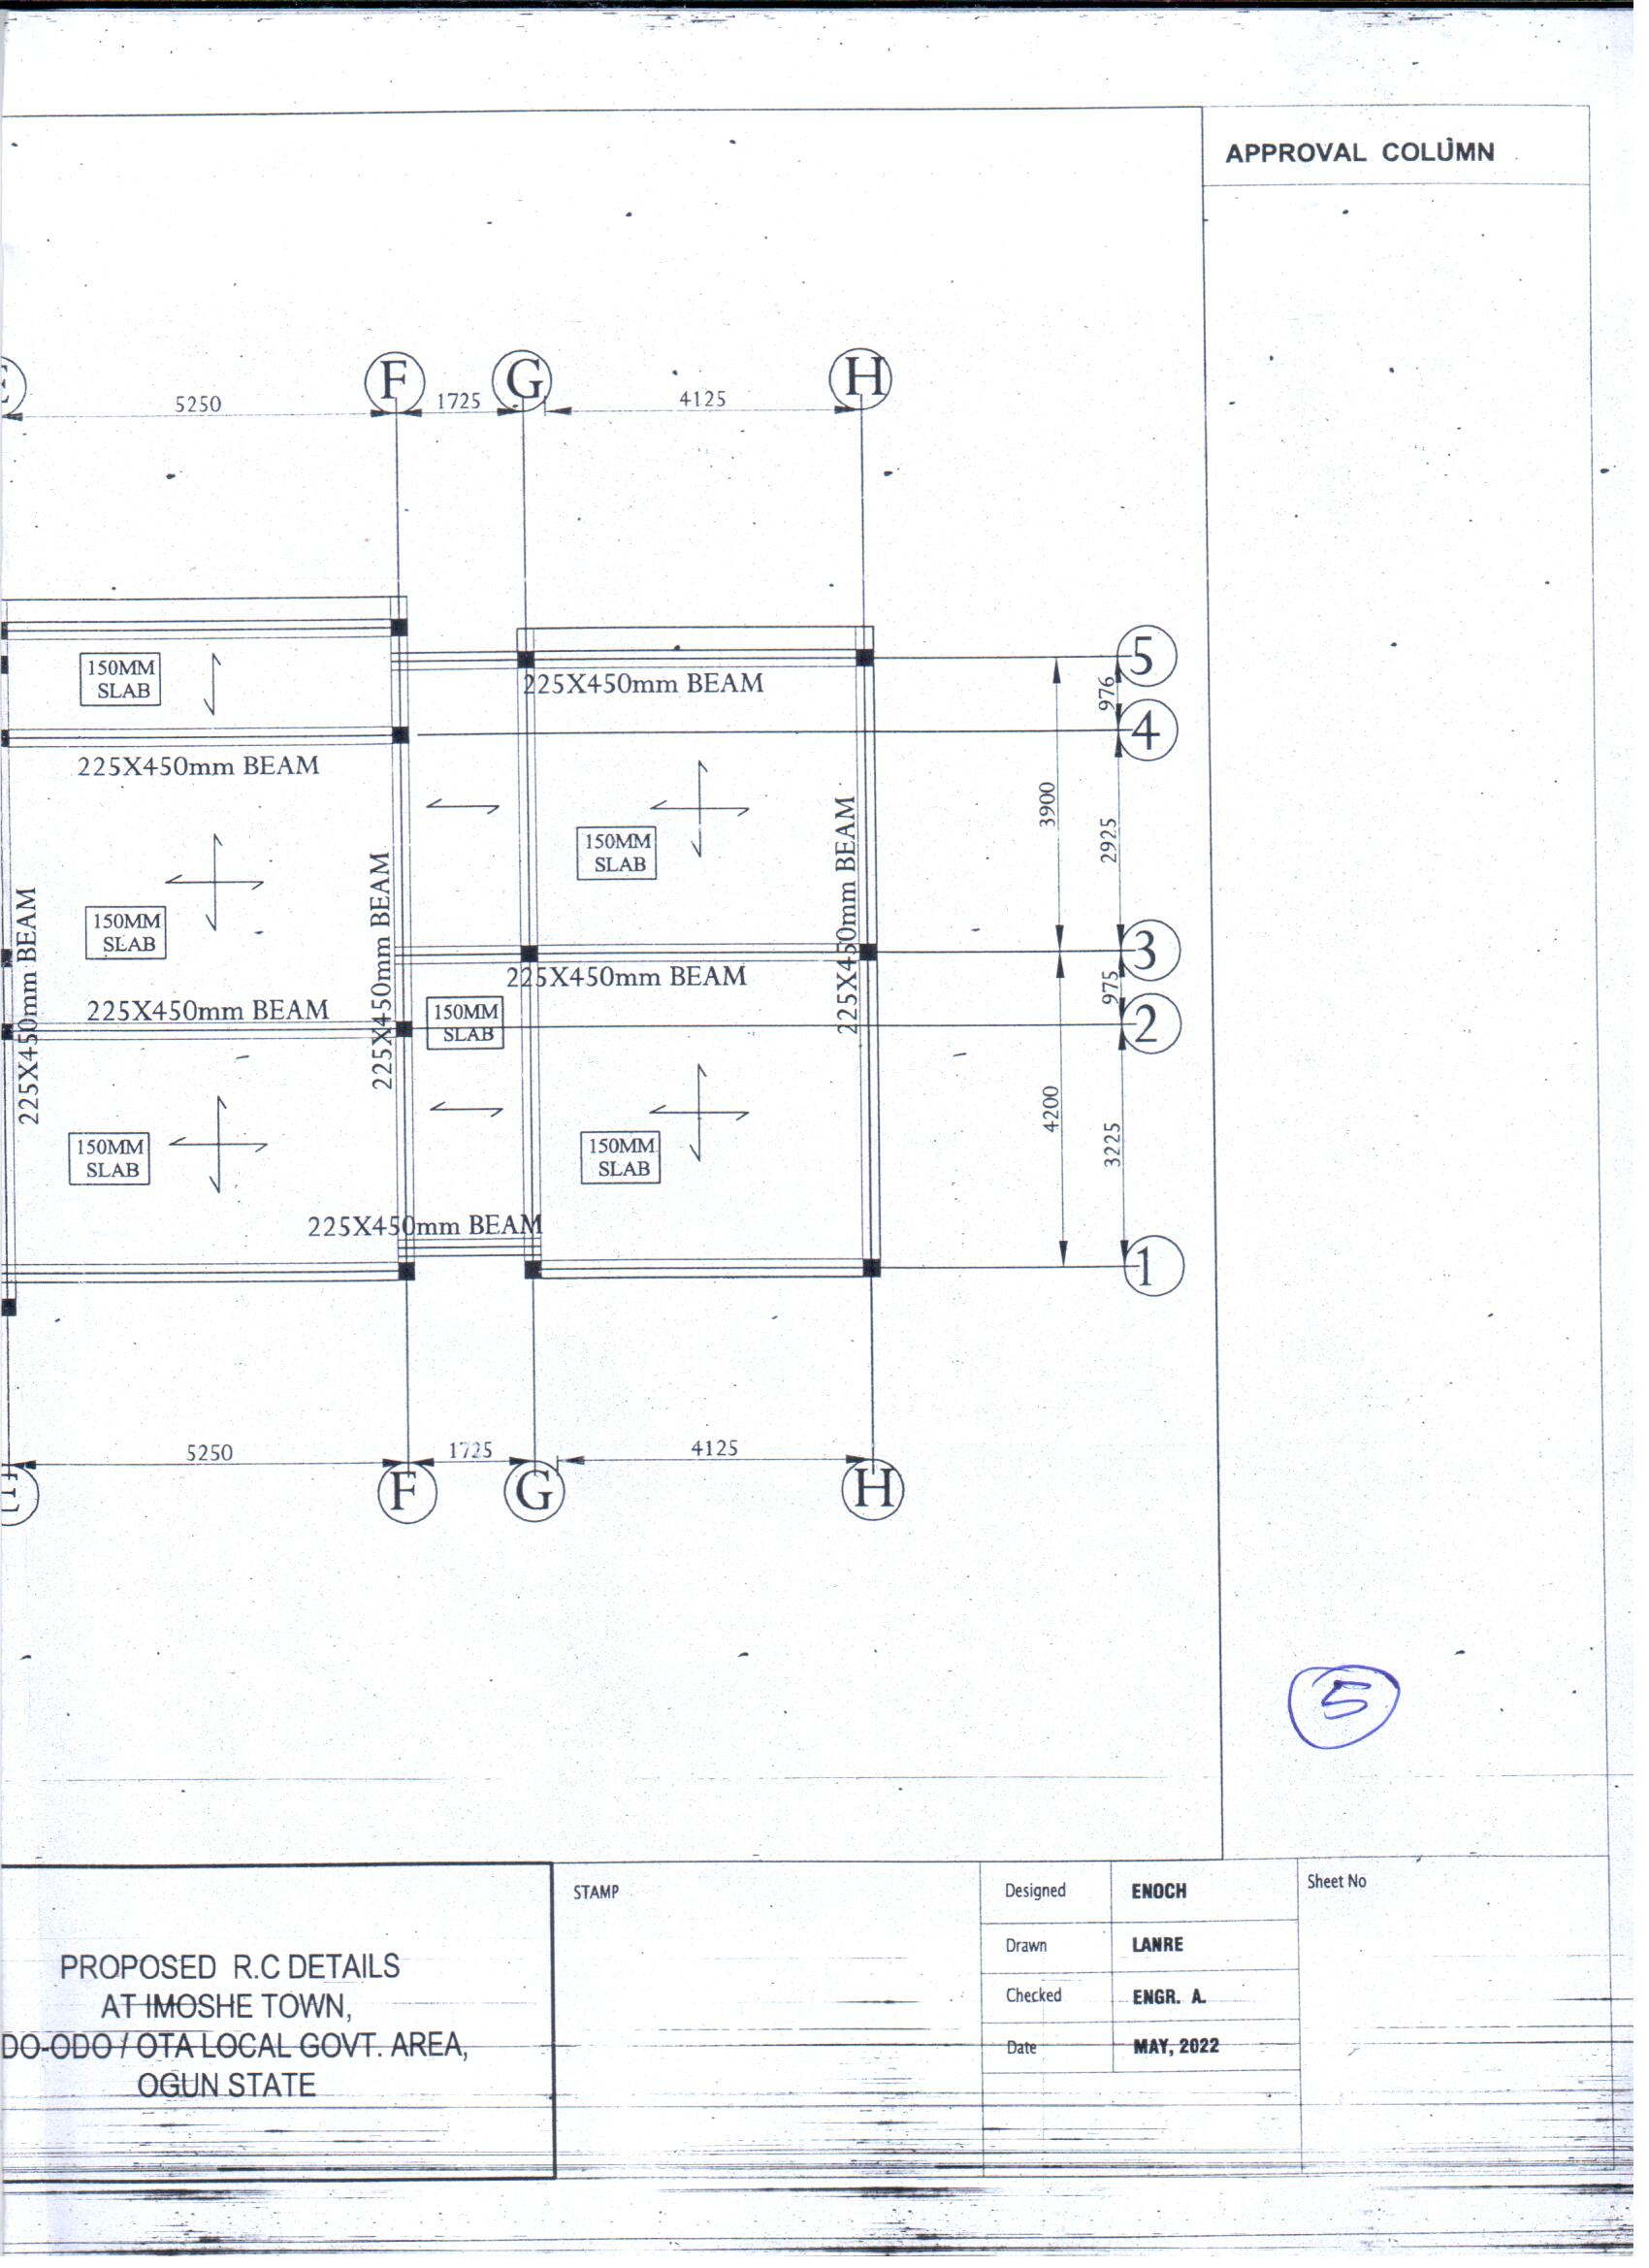 APPROVAL COLUMN
F
G
H
5250
1725
4125
150MM
SLAB
225X450mm BEAM
5
976
4
225X450mm BEAM
3900
2925
150MM
SLAB
225X450mm BEAM
225X450mm BEAM
225X450mm BEAM
150MM
SLAB
3
225X450mm BEAM
975
225X450mm BEAM
150MM
SLAB
2
4200
3225
150MM
SLAB
150MM
SLAB
225X450mm BEAM
1
5250
1725
4125
F
G
H
5
STAMP
Designed
ENOCH
Sheet No
Drawn
LANRE
Checked
ENGR. A.
Date
MAY, 2022
PROPOSED R.C DETAILS
AT IMOSHE TOWN,
DO-ODO / OTA LOCAL GOVT. AREA,
OGUN STATE